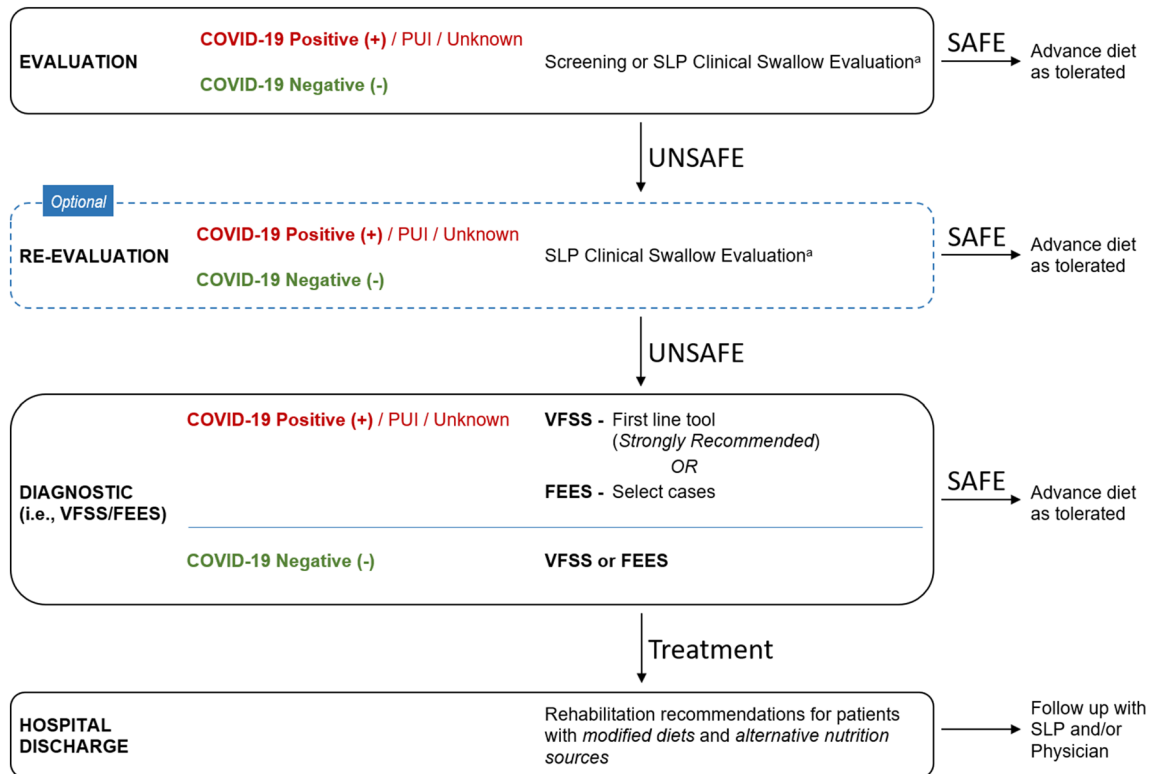 COVID-19 Positive (+) / PUI / Unknown
EVALUATION
Screening or SLP Clinical Swallow Evaluationᵃ
COVID-19 Negative (-)
SAFE
Advance diet
as tolerated
UNSAFE
Optional
COVID-19 Positive (+) / PUI / Unknown
RE-EVALUATION
SLP Clinical Swallow Evaluationᵃ
COVID-19 Negative (-)
SAFE
Advance diet
as tolerated
UNSAFE
COVID-19 Positive (+) / PUI / Unknown
VFSS - First line tool
(Strongly Recommended)
OR
FEES - Select cases
DIAGNOSTIC
(i.e., VFSS/FEES)
COVID-19 Negative (-)
VFSS or FEES
SAFE
Advance diet
as tolerated
Treatment
HOSPITAL
DISCHARGE
Rehabilitation recommendations for patients
with modified diets and alternative nutrition
sources
Follow up with
SLP and/or
Physician